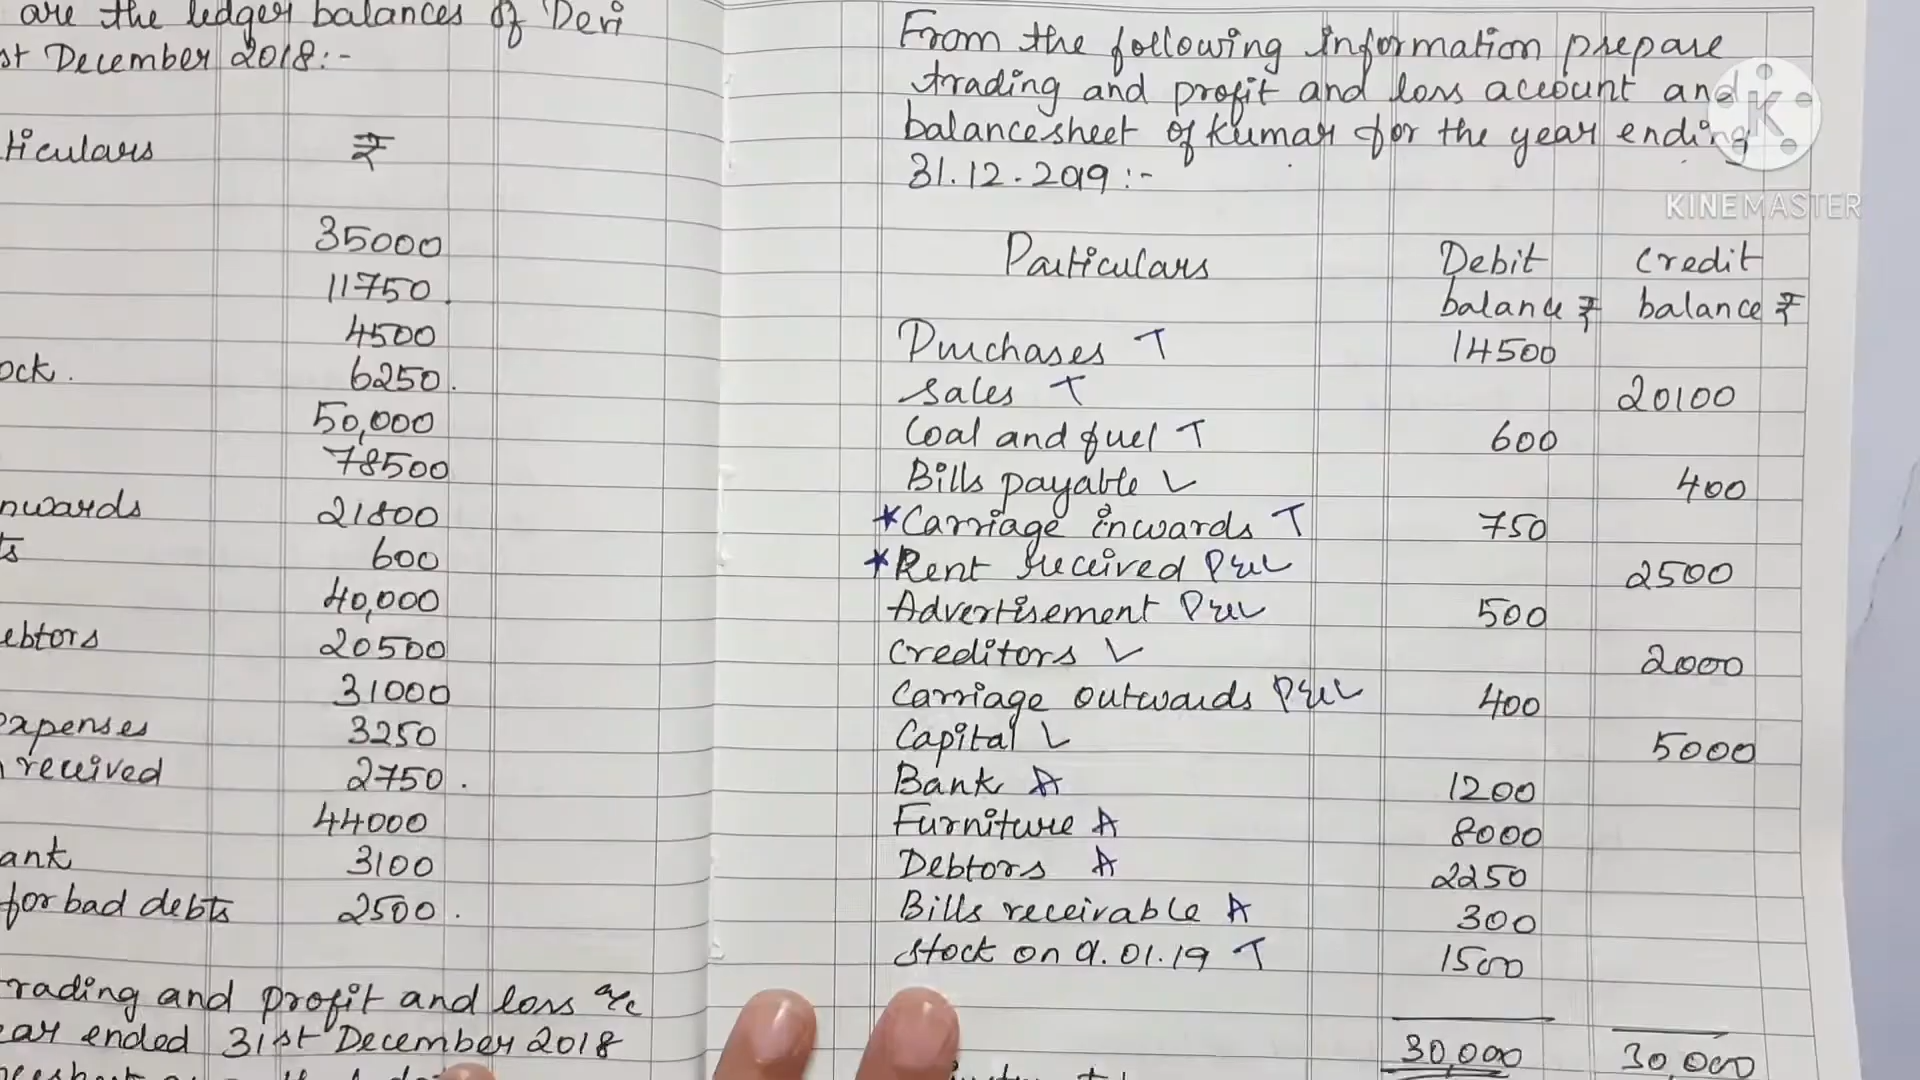 are the ledger balances of Devi
st December 2018:-
ticulars ₹
35000
11750.
4500
ock. 6250.
50,000
78500
nwards 21800
ts 600
40,000
ebtors 20500
31000
expenses 3250
received 2750.
44000
ank 3100
for bad debts 2500.
rading and profit and loss a/c
ear ended 31st December 2018
From the following information prepare
trading and profit and loss account and
balancesheet of Kumar for the year ending
31.12.2019:-
K
KINEMASTER
Particulars Debit balance ₹ Credit balance ₹
Purchases T 14500
Sales T 20100
Coal and fuel T 600
Bills payable L 400
*Carriage inwards T 750
*Rent received P&L 2500
Advertisement P&L 500
Creditors L 2000
Carriage outwards P&L 400
Capital L 5000
Bank A 1200
Furniture A 8000
Debtors A 2250
Bills receivable A 300
Stock on 01.01.19 T 1500
30,000 30,000